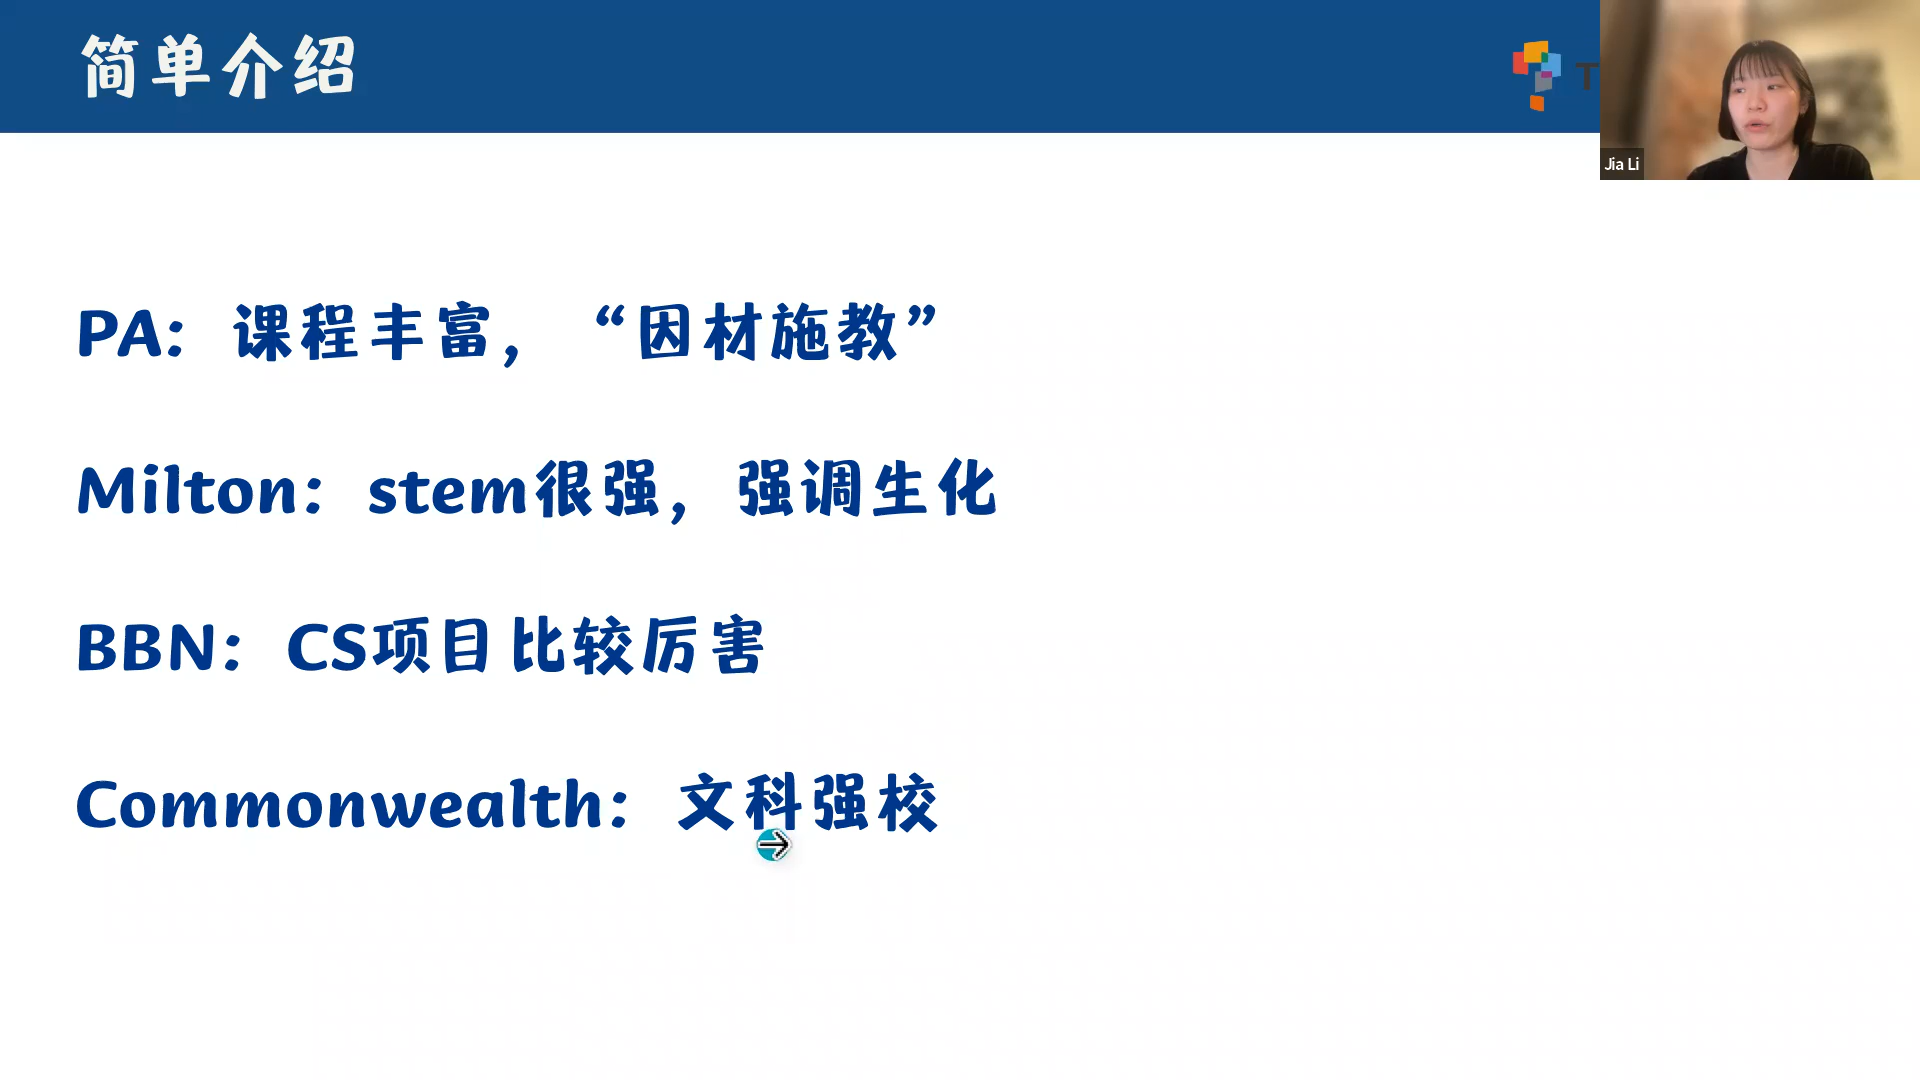 简单介绍
T
Jia Li
PA：课程丰富，“因材施教”
Milton：stem很强，强调生化
BBN：CS项目比较厉害
Commonwealth：文科强校